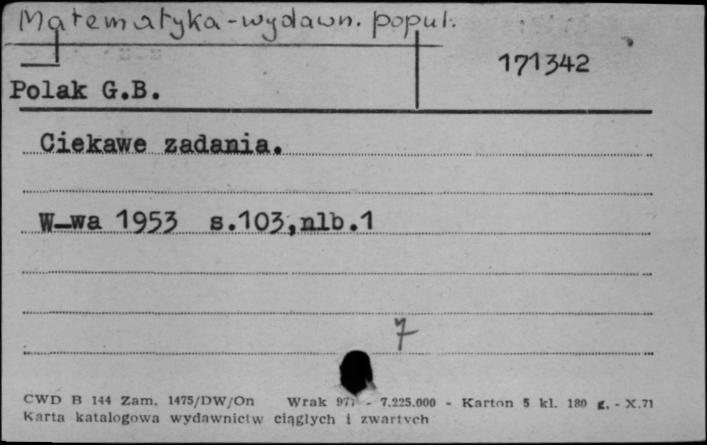 Matematyka-wydawn. popul.
171342
Polak G.B.
Ciekawe zadania.
W-wa 1953 s.103,nlb.1
7
CWD B 144 Zam. 1475/DW/On Wrak - 7.225.000 - Karton 5 kl. 180 g. - X.71
Karta katalogowa wydawnictw ciągłych i zwartych